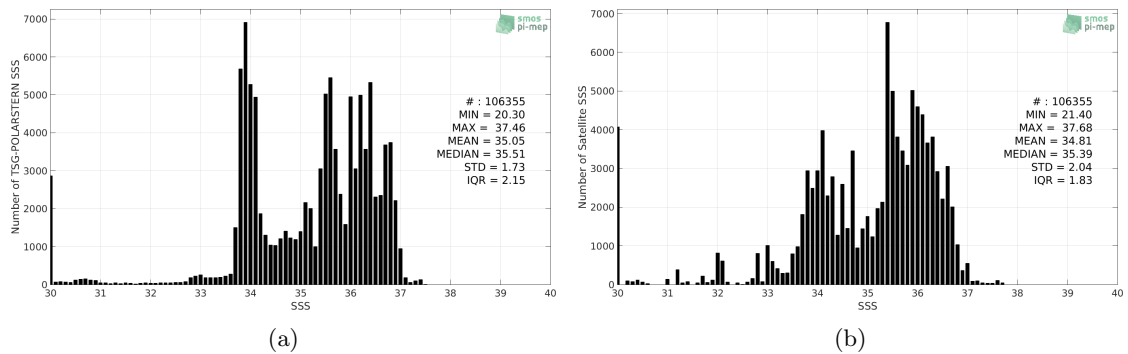 smos
pi-mep
7000
6000
5000
4000
3000
2000
1000
0
Number of TSG-POLARSTERN SSS
# : 106355
MIN = 20.30
MAX = 37.46
MEAN = 35.05
MEDIAN = 35.51
STD = 1.73
IQR = 2.15
30 31 32 33 34 35 36 37 38 39 40
SSS
(a)
smos
pi-mep
7000
6000
5000
4000
3000
2000
1000
0
Number of Satellite SSS
# : 106355
MIN = 21.40
MAX = 37.68
MEAN = 34.81
MEDIAN = 35.39
STD = 2.04
IQR = 1.83
30 31 32 33 34 35 36 37 38 39 40
SSS
(b)